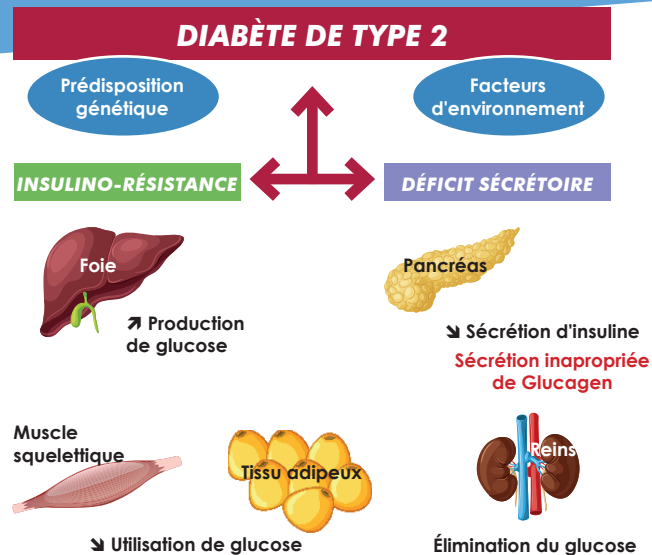 DIABÈTE DE TYPE 2
Prédisposition
génétique
Facteurs
d'environnement
INSULINO-RÉSISTANCE
DÉFICIT SÉCRÉTOIRE
Foie
↗ Production
de glucose
Pancréas
↘ Sécrétion d'insuline
Sécrétion inapropriée
de Glucagen
Muscle
squelettique
Tissu adipeux
↘ Utilisation de glucose
Reins
Élimination du glucose